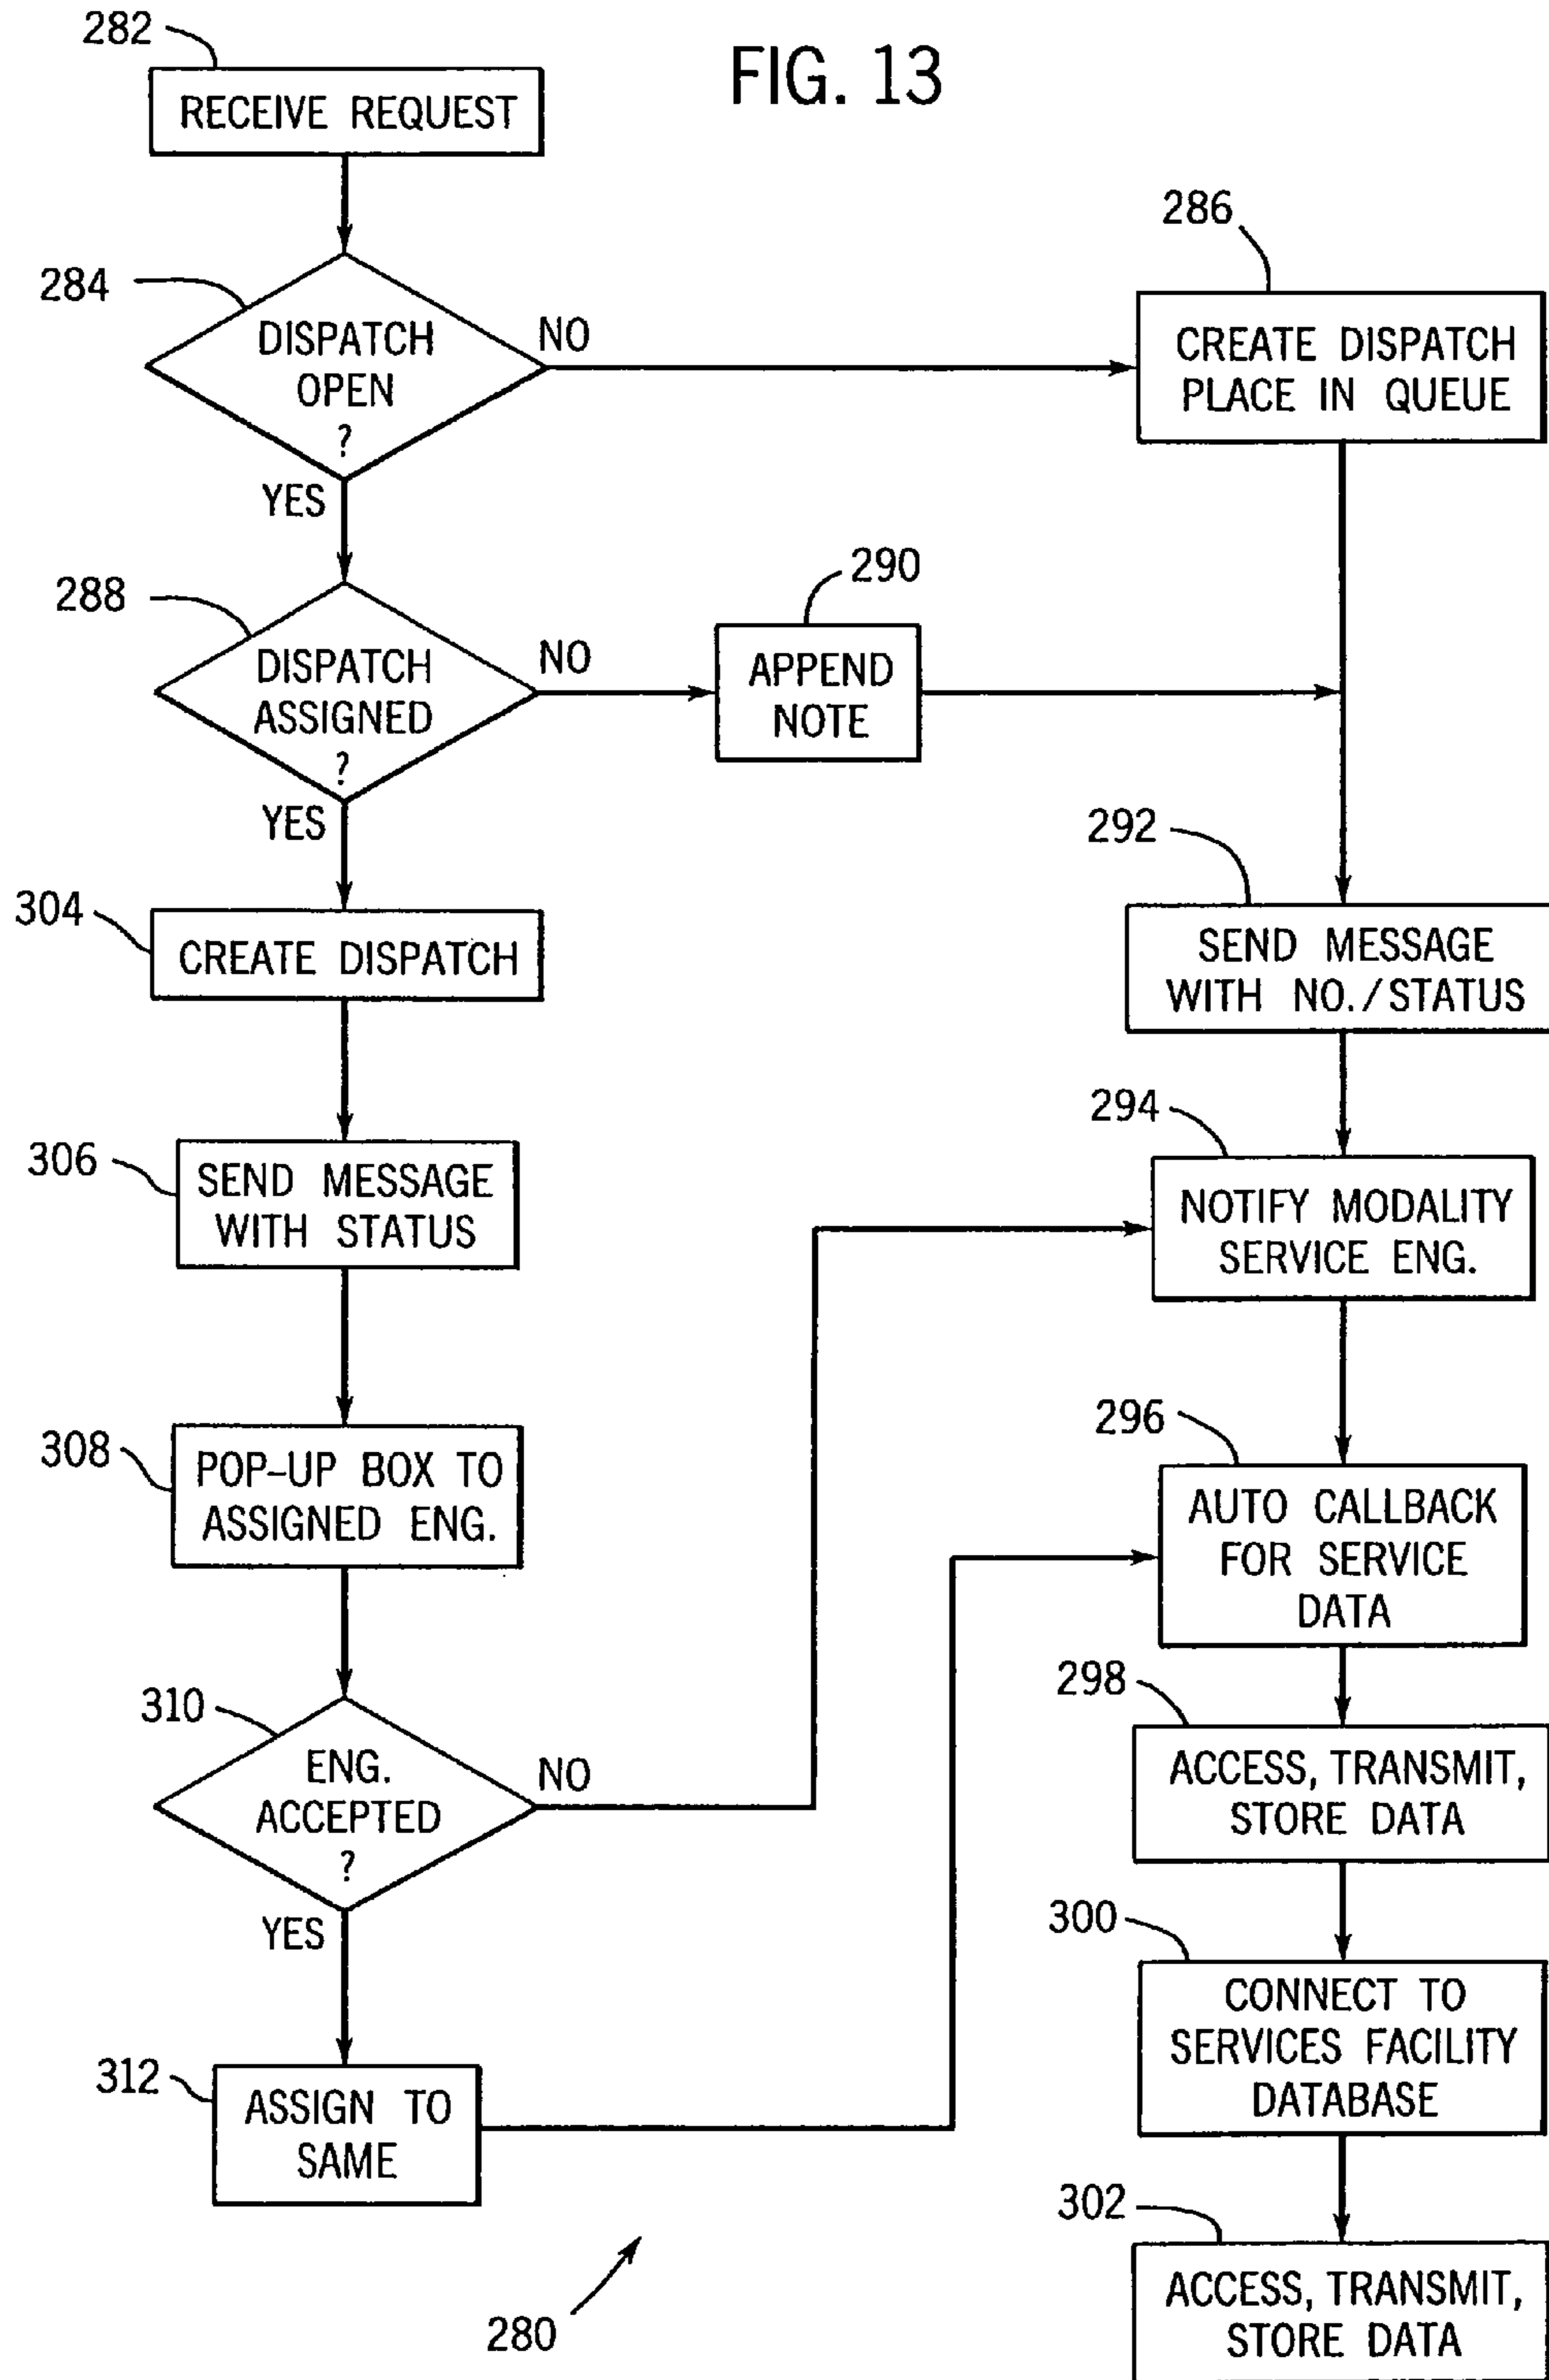 FIG. 13
282
RECEIVE REQUEST
284
DISPATCH
OPEN
?
NO
YES
286
CREATE DISPATCH
PLACE IN QUEUE
288
DISPATCH
ASSIGNED
?
NO
YES
290
APPEND
NOTE
292
SEND MESSAGE
WITH NO./STATUS
304
CREATE DISPATCH
294
NOTIFY MODALITY
SERVICE ENG.
306
SEND MESSAGE
WITH STATUS
296
AUTO CALLBACK
FOR SERVICE
DATA
308
POP-UP BOX TO
ASSIGNED ENG.
298
ACCESS, TRANSMIT,
STORE DATA
310
ENG.
ACCEPTED
?
NO
YES
300
CONNECT TO
SERVICES FACILITY
DATABASE
312
ASSIGN TO
SAME
302
ACCESS, TRANSMIT,
STORE DATA
280